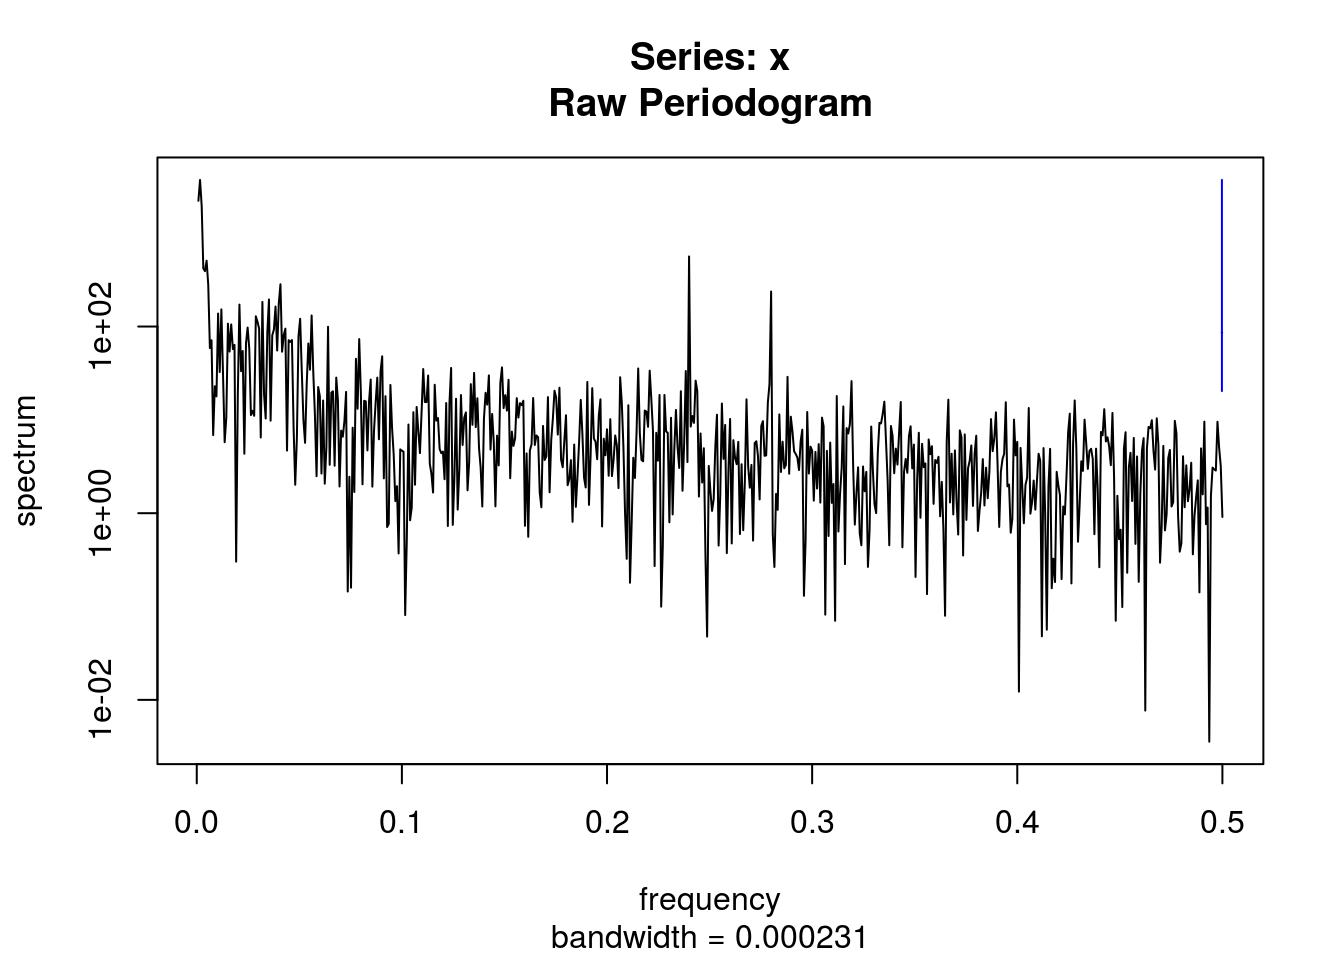 Series: x
Raw Periodogram
spectrum
1e+02
1e+00
1e-02
0.0 0.1 0.2 0.3 0.4 0.5
frequency
bandwidth = 0.000231